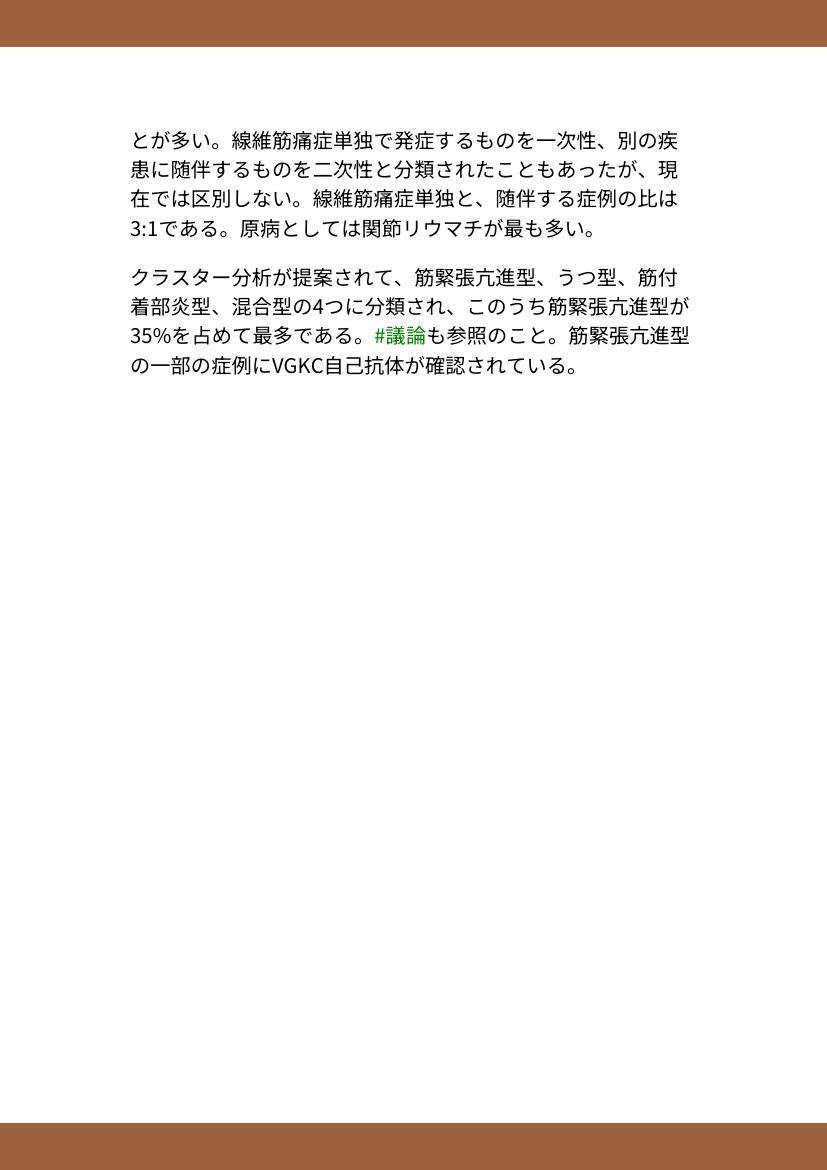 とが多い。線維筋痛症単独で発症するものを一次性、別の疾
患に随伴するものを二次性と分類されたこともあったが、現
在では区別しない。線維筋痛症単独と、随伴する症例の比は
3:1である。原病としては関節リウマチが最も多い。
クラスター分析が提案されて、筋緊張亢進型、うつ型、筋付
着部炎型、混合型の4つに分類され、このうち筋緊張亢進型が
35%を占めて最多である。#議論も参照のこと。筋緊張亢進型
の一部の症例にVGKC自己抗体が確認されている。